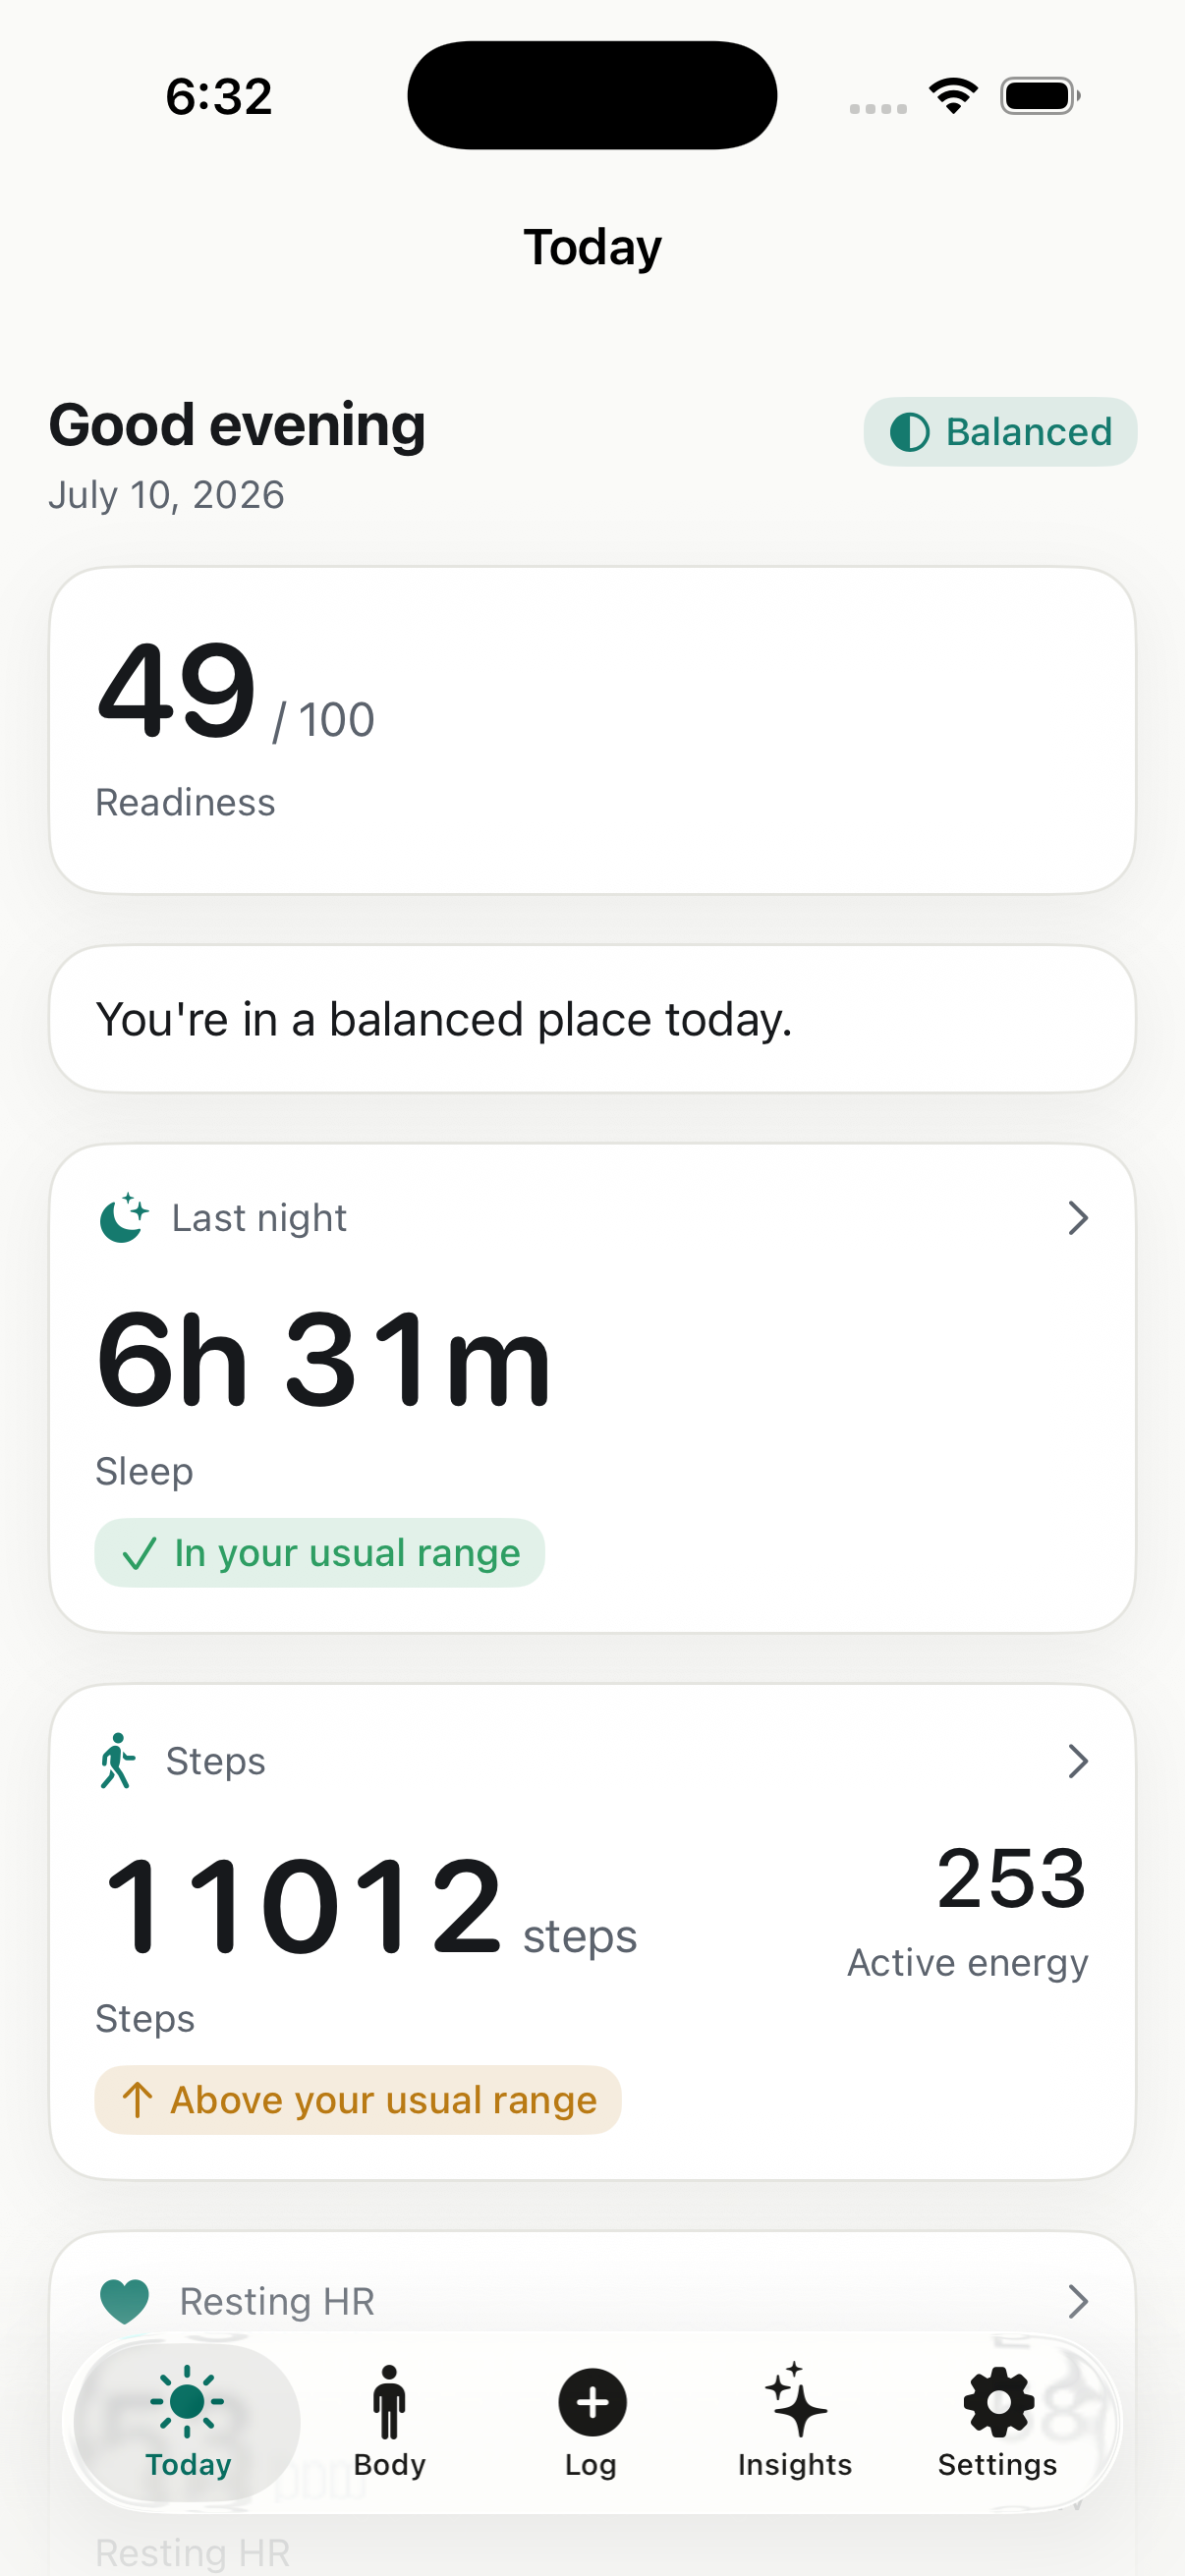 6:32
Today
Good evening
Balanced
July 10, 2026
49 / 100
Readiness
You're in a balanced place today.
Last night
6h 31m
Sleep
In your usual range
Steps
11012 steps
253
Active energy
Steps
Above your usual range
Resting HR
Today
Body
Log
Insights
Settings
Resting HR